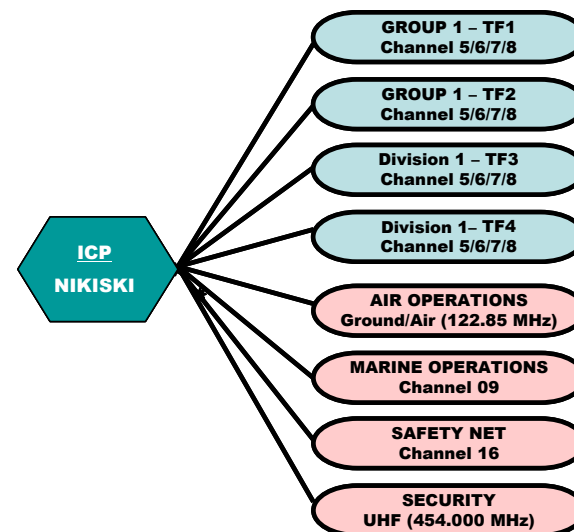 GROUP 1 – TF1
Channel 5/6/7/8
GROUP 1 – TF2
Channel 5/6/7/8
Division 1 – TF3
Channel 5/6/7/8
Division 1– TF4
Channel 5/6/7/8
ICP
NIKISKI
AIR OPERATIONS
Ground/Air (122.85 MHz)
MARINE OPERATIONS
Channel 09
SAFETY NET
Channel 16
SECURITY
UHF (454.000 MHz)